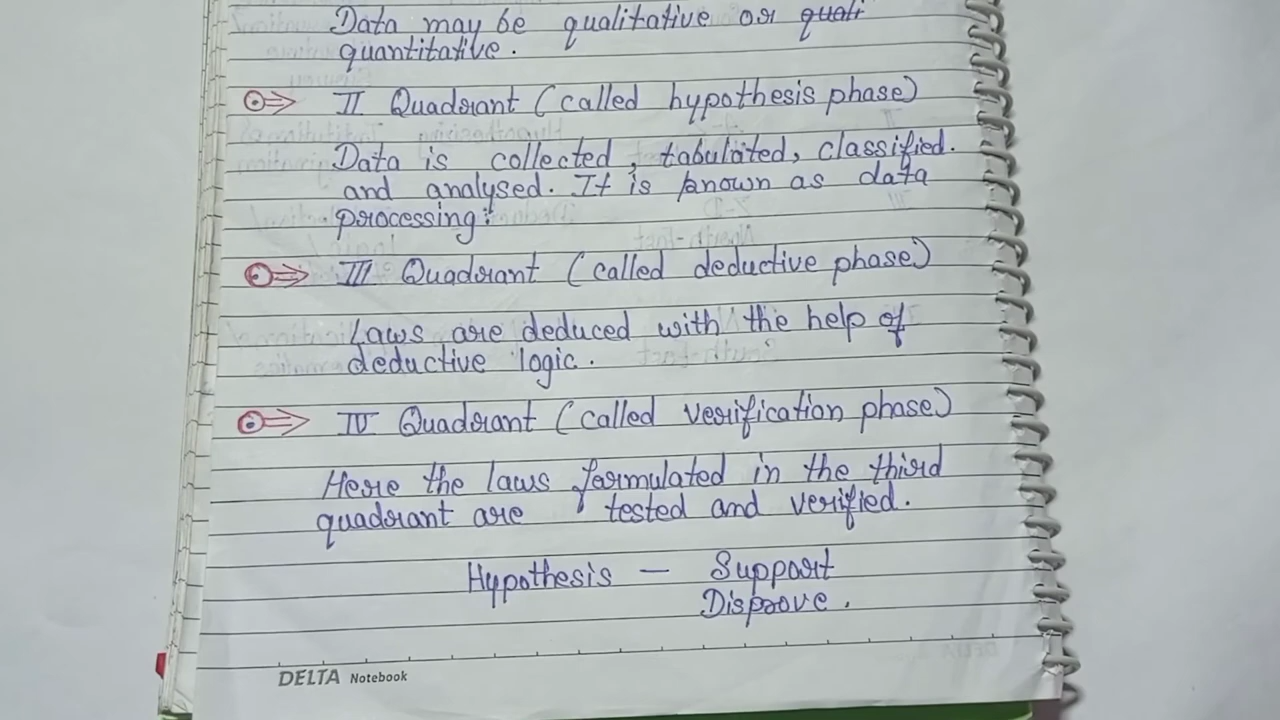 Data may be qualitative or quali
quantitative.
II Quadrant (called hypothesis phase)
Data is collected, tabulated, classified.
and analysed. It is known as data
processing.
III Quadrant (called deductive phase)
Laws are deduced with the help of
deductive logic.
IV Quadrant (called verification phase)
Here the laws formulated in the third
quadrant are tested and verified.
Hypothesis — Support
Disprove.
DELTA Notebook